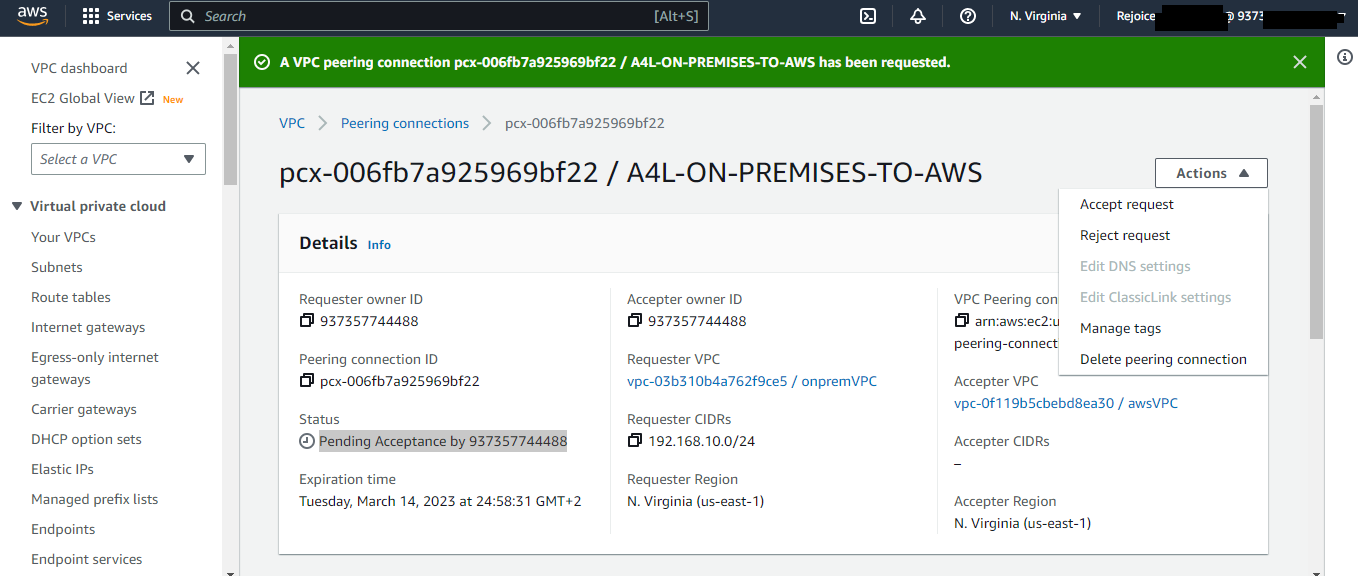 aws
Services
Search
[Alt+S]
N. Virginia
Rejoice
@ 9373
VPC dashboard
EC2 Global View
New
Filter by VPC:
Select a VPC
Virtual private cloud
Your VPCs
Subnets
Route tables
Internet gateways
Egress-only internet
gateways
Carrier gateways
DHCP option sets
Elastic IPs
Managed prefix lists
Endpoints
Endpoint services
A VPC peering connection pcx-006fb7a925969bf22 / A4L-ON-PREMISES-TO-AWS has been requested.
VPC
Peering connections
pcx-006fb7a925969bf22
pcx-006fb7a925969bf22 / A4L-ON-PREMISES-TO-AWS
Actions
Accept request
Reject request
Edit DNS settings
Edit ClassicLink settings
Manage tags
Delete peering connection
Details
Info
Requester owner ID
937357744488
Peering connection ID
pcx-006fb7a925969bf22
Status
Pending Acceptance by 937357744488
Expiration time
Tuesday, March 14, 2023 at 24:58:31 GMT+2
Accepter owner ID
937357744488
Requester VPC
vpc-03b310b4a762f9ce5 / onpremVPC
Requester CIDRs
192.168.10.0/24
Requester Region
N. Virginia (us-east-1)
VPC Peering con
arn:aws:ec2:u
peering-connect
Accepter VPC
vpc-0f119b5cbebd8ea30 / awsVPC
Accepter CIDRs
–
Accepter Region
N. Virginia (us-east-1)